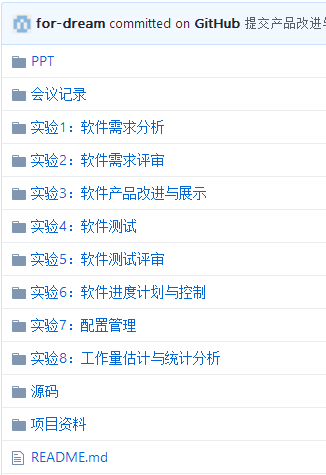 for-dream committed on GitHub 提交产品改进与
PPT
会议记录
实验1：软件需求分析
实验2：软件需求评审
实验3：软件产品改进与展示
实验4：软件测试
实验5：软件测试评审
实验6：软件进度计划与控制
实验7：配置管理
实验8：工作量估计与统计分析
源码
项目资料
README.md